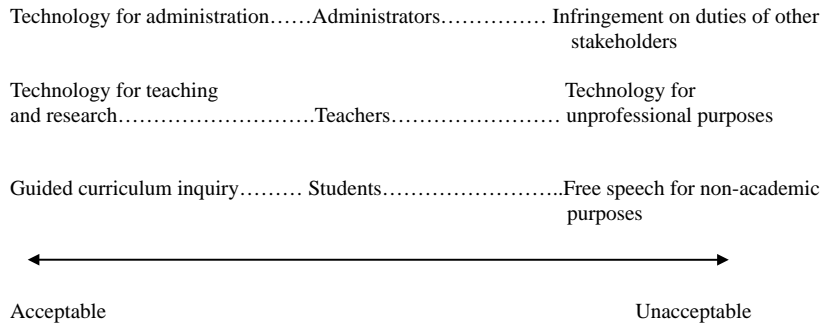 Technology for administration……Administrators…………… Infringement on duties of other
stakeholders
Technology for teaching Technology for
and research……………………….Teachers…………………… unprofessional purposes
Guided curriculum inquiry……… Students……………………..Free speech for non-academic
purposes
Acceptable Unacceptable